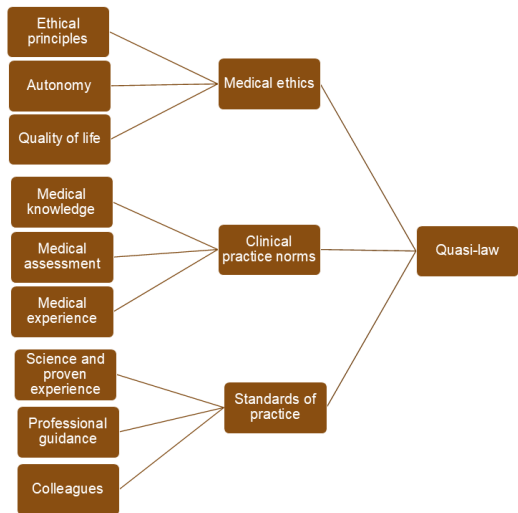 Ethical
principles
Autonomy
Quality of life
Medical ethics
Medical
knowledge
Medical
assessment
Medical
experience
Clinical
practice norms
Science and
proven
experience
Professional
guidance
Colleagues
Standards of
practice
Quasi-law